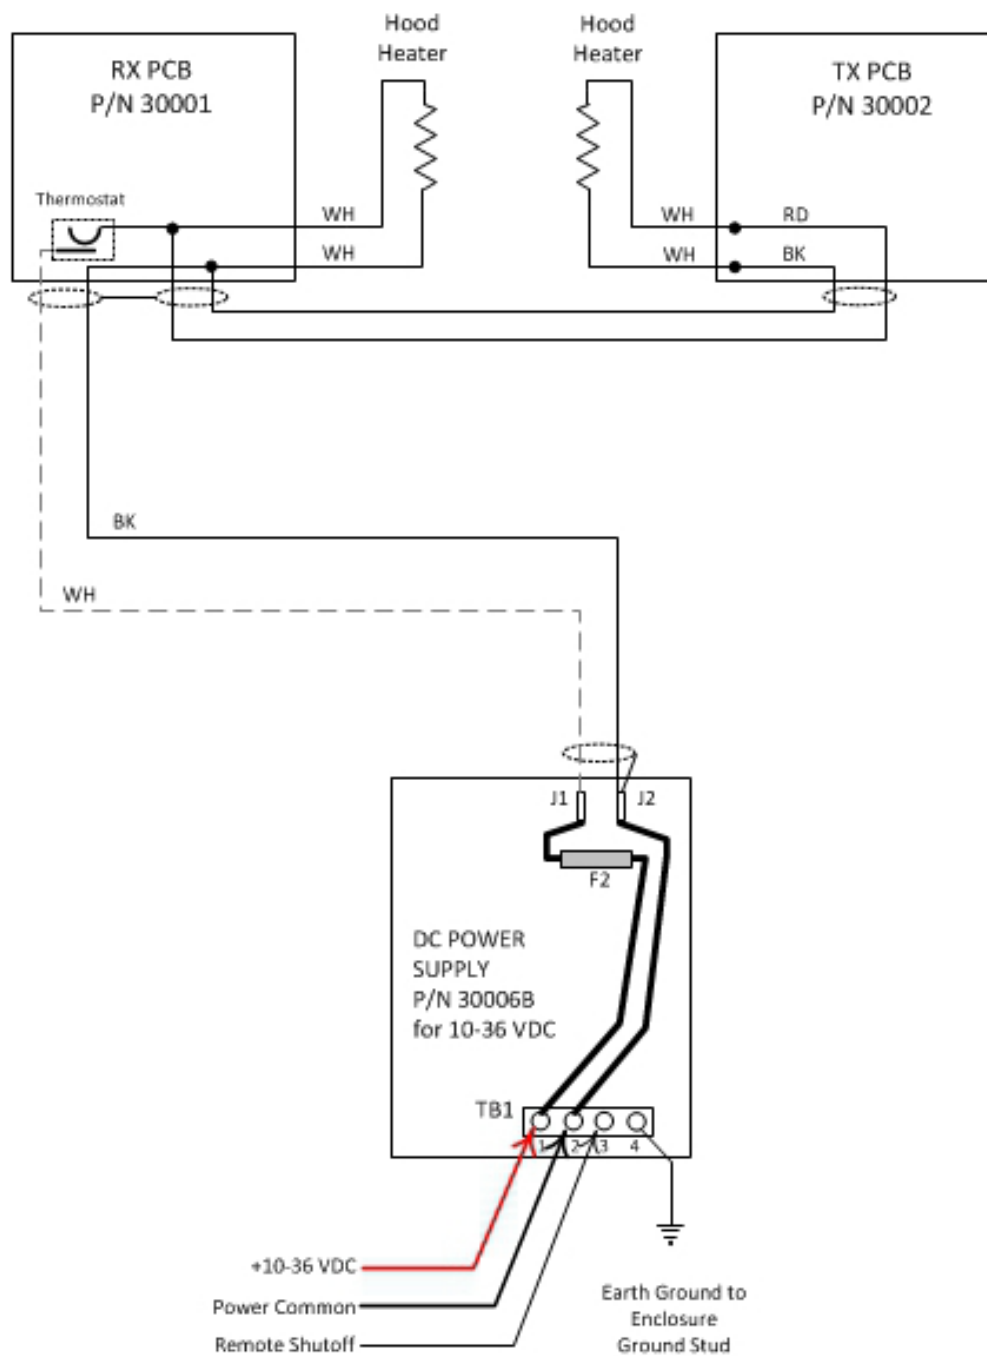 Hood
Heater
Hood
Heater
RX PCB
P/N 30001
TX PCB
P/N 30002
Thermostat
WH
WH
WH
WH
RD
BK
BK
WH
J1
J2
F2
DC POWER
SUPPLY
P/N 30006B
for 10-36 VDC
TB1
1
2
3
4
+10-36 VDC
Power Common
Remote Shutoff
Earth Ground to
Enclosure
Ground Stud